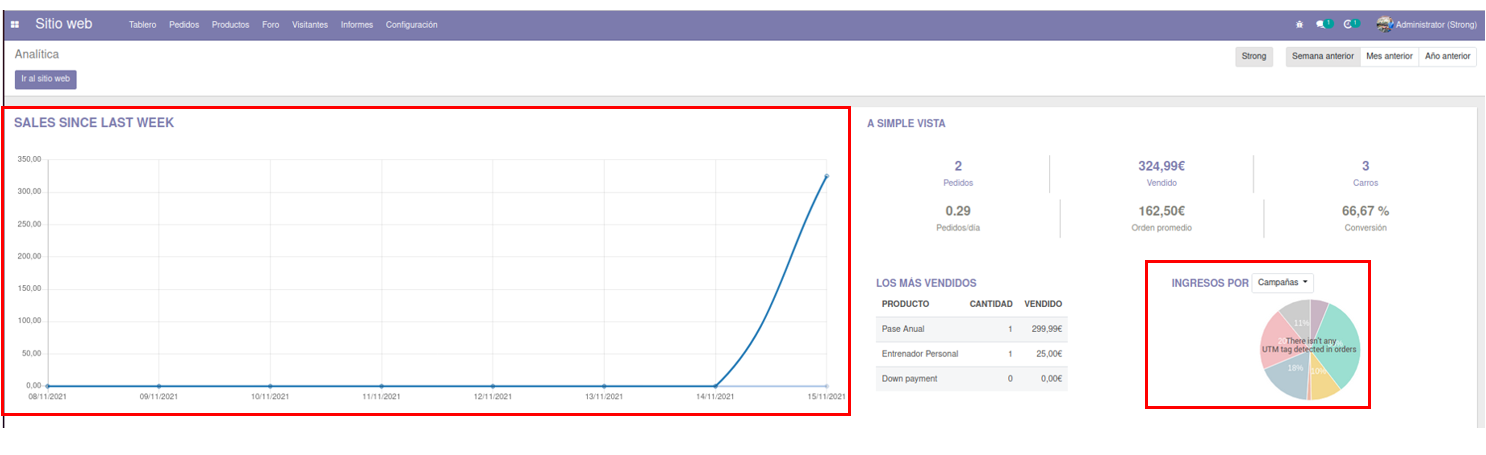 Sitio web Tablero Pedidos Productos Foro Visitantes Informes Configuración 1 1 Administrator (Strong)
Analítica
Strong Semana anterior Mes anterior Año anterior
Ir al sitio web
SALES SINCE LAST WEEK
350,00
300,00
250,00
200,00
150,00
100,00
50,00
0,00
08/11/2021 09/11/2021 10/11/2021 11/11/2021 12/11/2021 13/11/2021 14/11/2021 15/11/2021
A SIMPLE VISTA
2 324,99€ 3
Pedidos Vendido Carros
0.29 162,50€ 66,67 %
Pedidos/día Orden promedio Conversión
LOS MÁS VENDIDOS
PRODUCTO CANTIDAD VENDIDO
Pase Anual 1 299,99€
Entrenador Personal 1 25,00€
Down payment 0 0,00€
INGRESOS POR Campañas
11%
There isn't any
UTM tag detected in orders
18% 10%